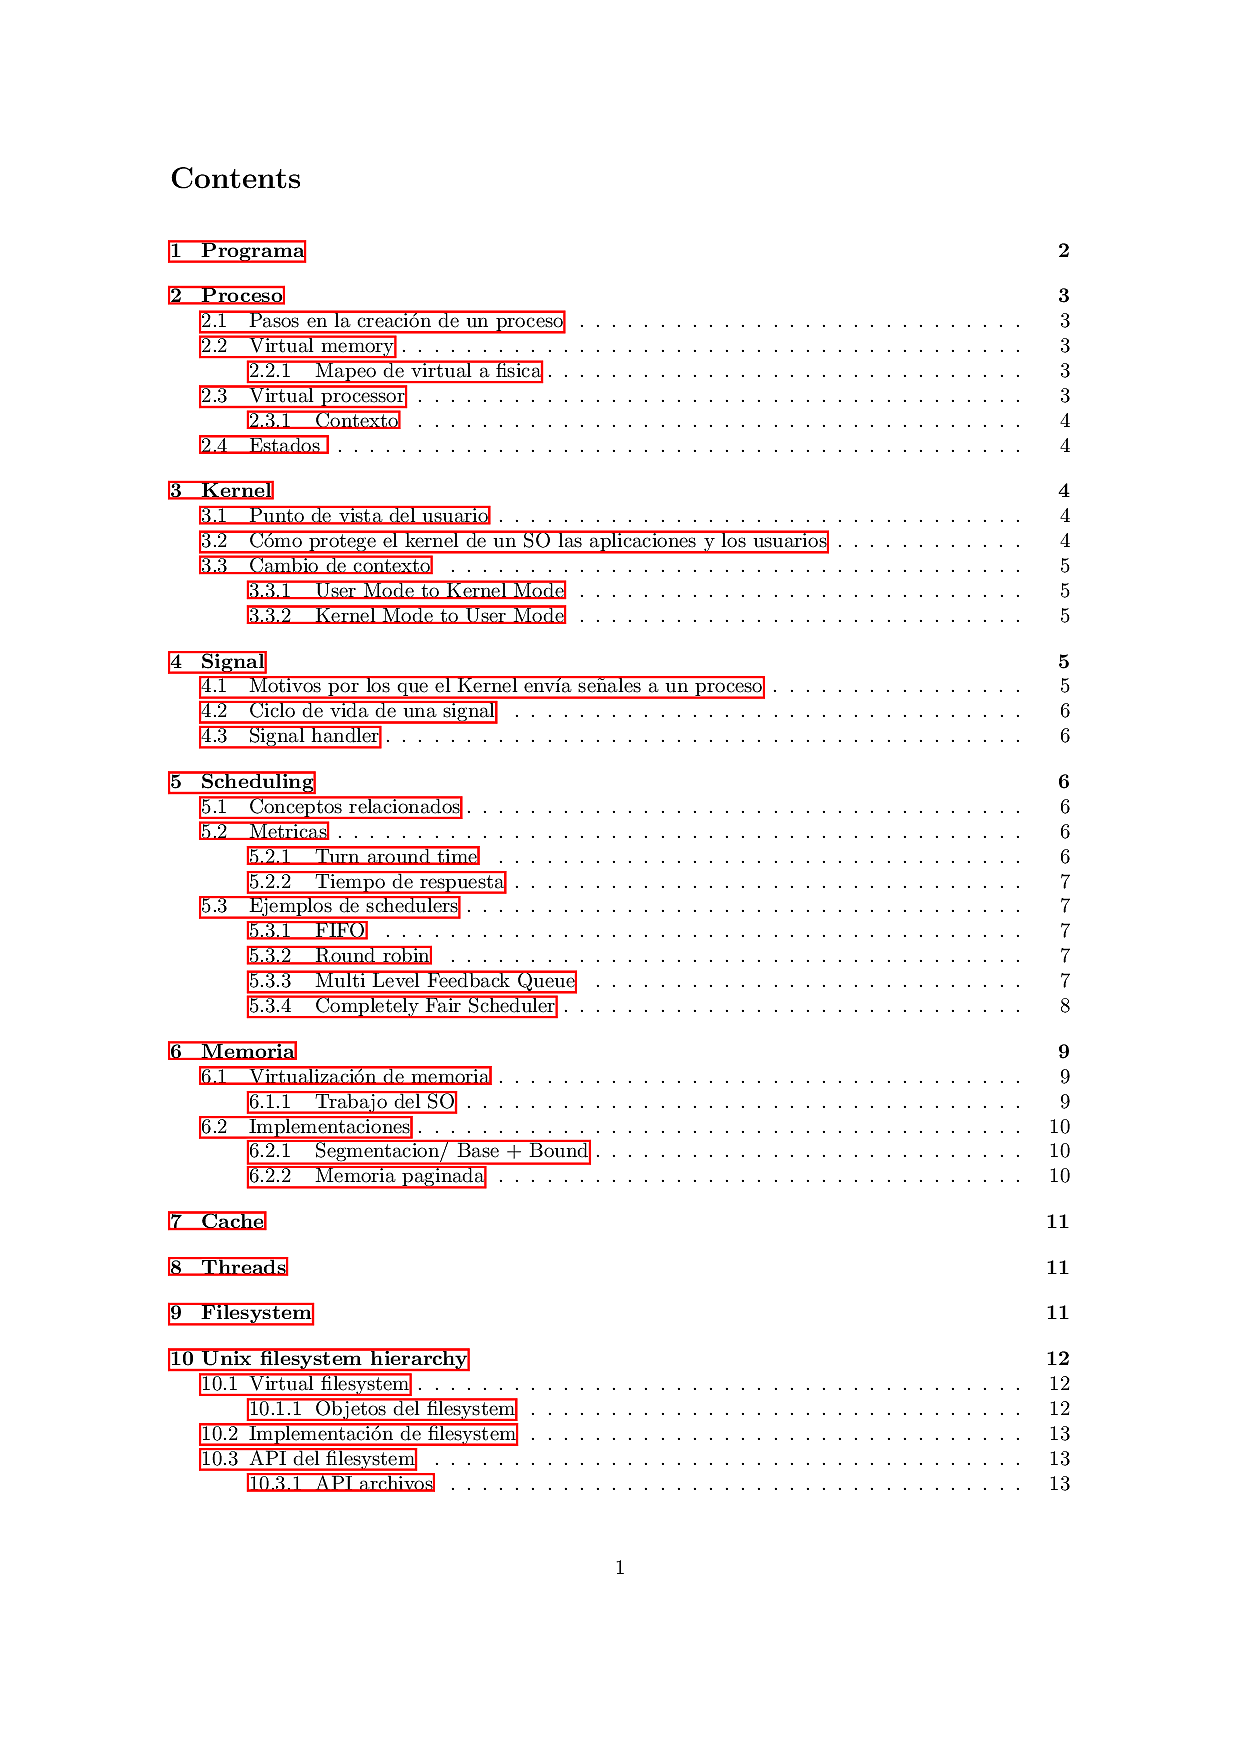 Contents
1 Programa 2
2 Proceso 3
2.1 Pasos en la creación de un proceso . . . . . . . . . . . . . . . . . . . . . . . . . . . . 3
2.2 Virtual memory . . . . . . . . . . . . . . . . . . . . . . . . . . . . . . . . . . . . . . . 3
2.2.1 Mapeo de virtual a fisica . . . . . . . . . . . . . . . . . . . . . . . . . . . . . . 3
2.3 Virtual processor . . . . . . . . . . . . . . . . . . . . . . . . . . . . . . . . . . . . . . 3
2.3.1 Contexto . . . . . . . . . . . . . . . . . . . . . . . . . . . . . . . . . . . . . . 4
2.4 Estados . . . . . . . . . . . . . . . . . . . . . . . . . . . . . . . . . . . . . . . . . . . 4
3 Kernel 4
3.1 Punto de vista del usuario . . . . . . . . . . . . . . . . . . . . . . . . . . . . . . . . . 4
3.2 Cómo protege el kernel de un SO las aplicaciones y los usuarios . . . . . . . . . . . . 4
3.3 Cambio de contexto . . . . . . . . . . . . . . . . . . . . . . . . . . . . . . . . . . . . 5
3.3.1 User Mode to Kernel Mode . . . . . . . . . . . . . . . . . . . . . . . . . . . . 5
3.3.2 Kernel Mode to User Mode . . . . . . . . . . . . . . . . . . . . . . . . . . . . 5
4 Signal 5
4.1 Motivos por los que el Kernel envía señales a un proceso . . . . . . . . . . . . . . . . 5
4.2 Ciclo de vida de una signal . . . . . . . . . . . . . . . . . . . . . . . . . . . . . . . . 6
4.3 Signal handler . . . . . . . . . . . . . . . . . . . . . . . . . . . . . . . . . . . . . . . . 6
5 Scheduling 6
5.1 Conceptos relacionados . . . . . . . . . . . . . . . . . . . . . . . . . . . . . . . . . . . 6
5.2 Metricas . . . . . . . . . . . . . . . . . . . . . . . . . . . . . . . . . . . . . . . . . . . 6
5.2.1 Turn around time . . . . . . . . . . . . . . . . . . . . . . . . . . . . . . . . . 6
5.2.2 Tiempo de respuesta . . . . . . . . . . . . . . . . . . . . . . . . . . . . . . . . 7
5.3 Ejemplos de schedulers . . . . . . . . . . . . . . . . . . . . . . . . . . . . . . . . . . . 7
5.3.1 FIFO . . . . . . . . . . . . . . . . . . . . . . . . . . . . . . . . . . . . . . . . 7
5.3.2 Round robin . . . . . . . . . . . . . . . . . . . . . . . . . . . . . . . . . . . . 7
5.3.3 Multi Level Feedback Queue . . . . . . . . . . . . . . . . . . . . . . . . . . . 7
5.3.4 Completely Fair Scheduler . . . . . . . . . . . . . . . . . . . . . . . . . . . . . 8
6 Memoria 9
6.1 Virtualización de memoria . . . . . . . . . . . . . . . . . . . . . . . . . . . . . . . . . 9
6.1.1 Trabajo del SO . . . . . . . . . . . . . . . . . . . . . . . . . . . . . . . . . . . 9
6.2 Implementaciones . . . . . . . . . . . . . . . . . . . . . . . . . . . . . . . . . . . . . . 10
6.2.1 Segmentacion/ Base + Bound . . . . . . . . . . . . . . . . . . . . . . . . . . . 10
6.2.2 Memoria paginada . . . . . . . . . . . . . . . . . . . . . . . . . . . . . . . . . 10
7 Cache 11
8 Threads 11
9 Filesystem 11
10 Unix filesystem hierarchy 12
10.1 Virtual filesystem . . . . . . . . . . . . . . . . . . . . . . . . . . . . . . . . . . . . . . 12
10.1.1 Objetos del filesystem . . . . . . . . . . . . . . . . . . . . . . . . . . . . . . . 12
10.2 Implementación de filesystem . . . . . . . . . . . . . . . . . . . . . . . . . . . . . . . 13
10.3 API del filesystem . . . . . . . . . . . . . . . . . . . . . . . . . . . . . . . . . . . . . 13
10.3.1 API archivos . . . . . . . . . . . . . . . . . . . . . . . . . . . . . . . . . . . . 13
1